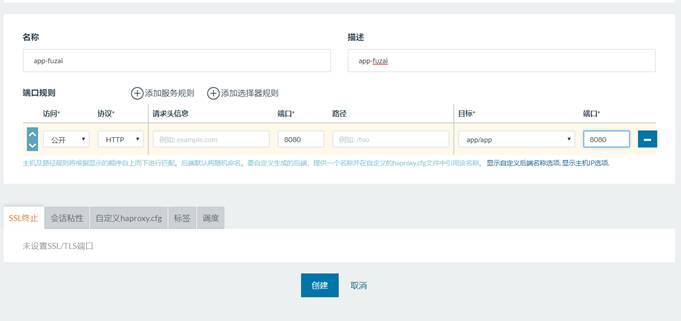 名称 描述
app-fuzai app-fuzai
端口规则 添加服务规则 添加选择器规则
访问* 协议* 请求头信息 端口* 路径 目标* 端口*
公开 HTTP 例如: example.com 8080 例如: /foo app/app 8080
主机及路径规则将根据显示的顺序自上而下进行匹配。后端默认将随机命名。要自定义生成的后端，提供一个名称并在自定义的haproxy.cfg文件中引用该名称。 显示自定义后端名称选项. 显示主机IP选项.
SSL终止 会话粘性 自定义haproxy.cfg 标签 调度
未设置SSL/TLS端口
创建 取消